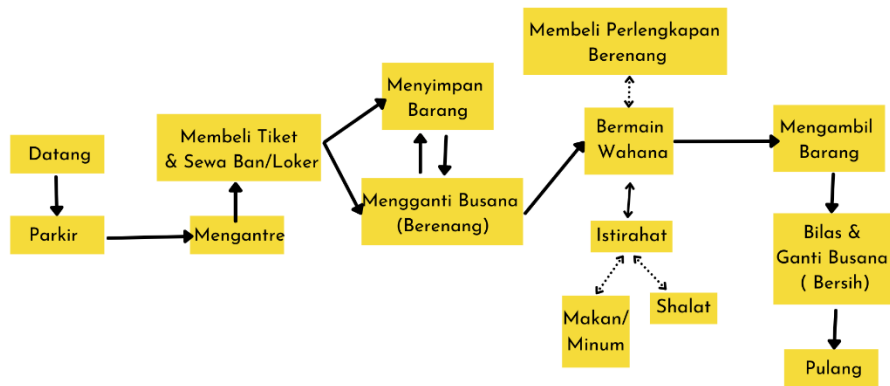 Datang
Parkir
Mengantre
Membeli Tiket
& Sewa Ban/Loker
Menyimpan
Barang
Mengganti Busana
(Berenang)
Membeli Perlengkapan
Berenang
Bermain
Wahana
Istirahat
Makan/
Minum
Shalat
Mengambil
Barang
Bilas &
Ganti Busana
( Bersih)
Pulang